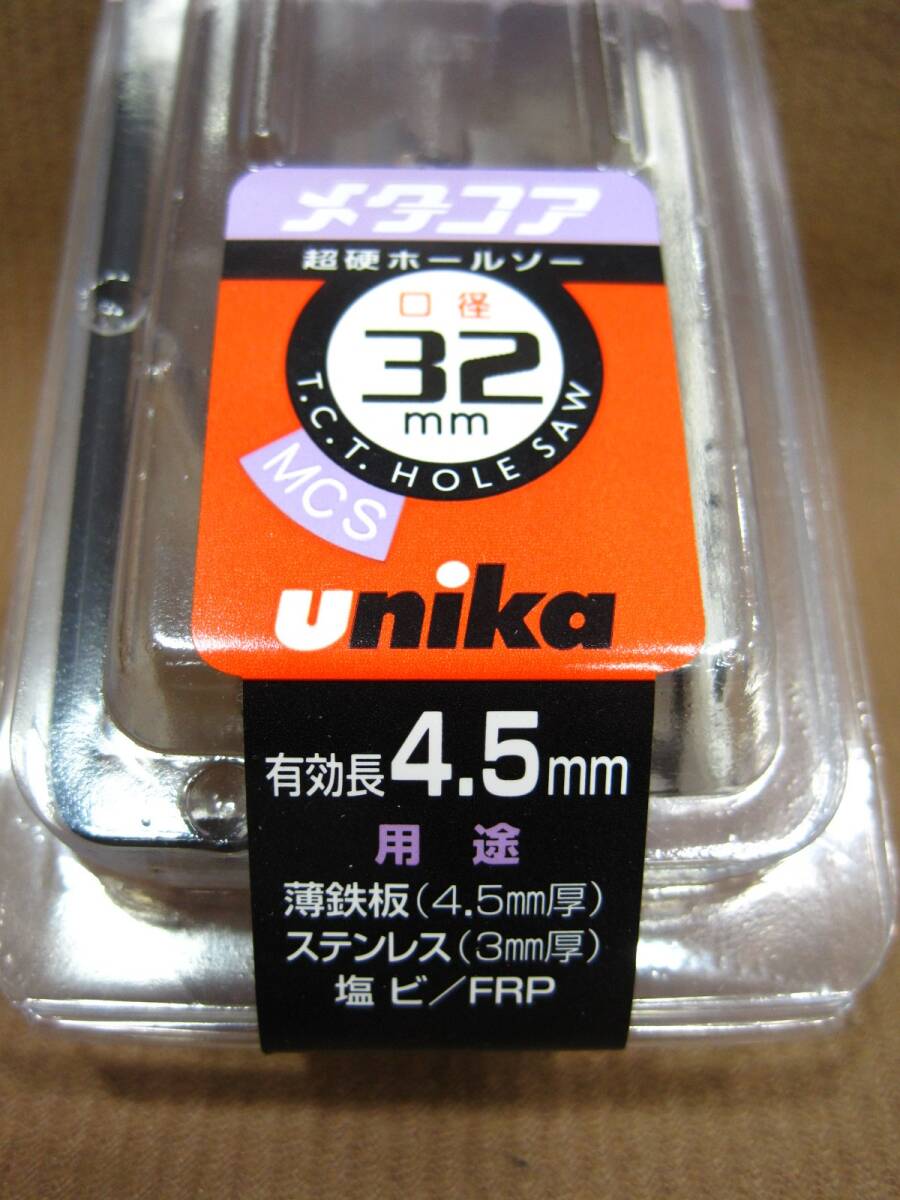 メタコア
超硬ホールソー
口径
32
mm
T.C.T. HOLE SAW
MCS
unika
有効長4.5mm
用途
薄鉄板(4.5mm厚)
ステンレス(3mm厚)
塩ビ/FRP